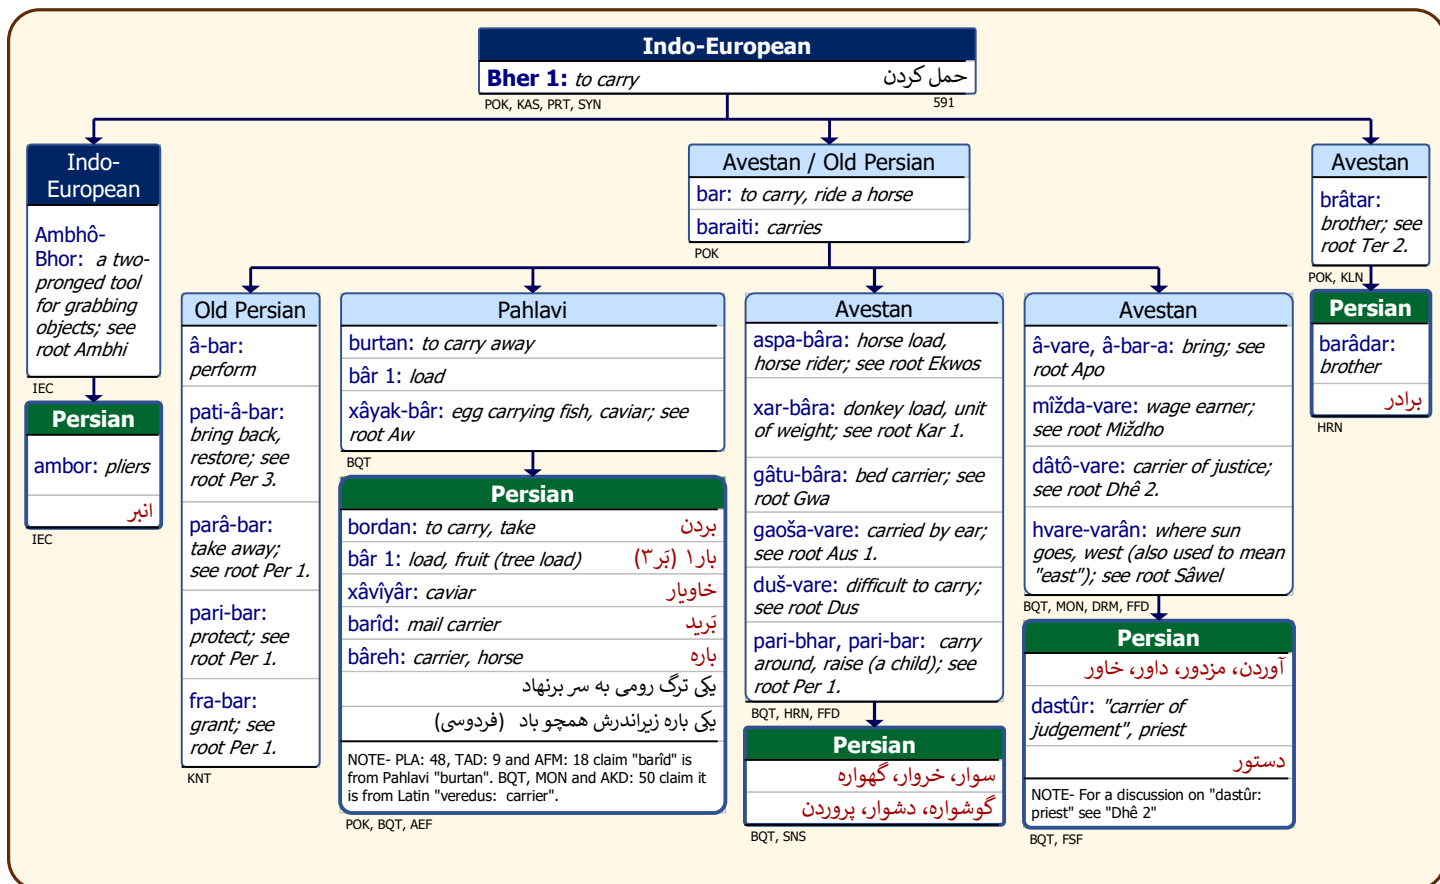 Indo-European
Bher 1: to carry حمل کردن
POK, KAS, PRT, SYN 591
Indo-
European
Ambhô-
Bhor: a two-
pronged tool
for grabbing
objects; see
root Ambhi
IEC
Persian
ambor: pliers
انبر
IEC
Avestan / Old Persian
bar: to carry, ride a horse
baraiti: carries
POK
Avestan
brâtar:
brother; see
root Ter 2.
POK, KLN
Persian
barâdar:
brother
برادر
HRN
Old Persian
â-bar:
perform
pati-â-bar:
bring back,
restore; see
root Per 3.
parâ-bar:
take away;
see root Per 1.
pari-bar:
protect; see
root Per 1.
fra-bar:
grant; see
root Per 1.
KNT
Pahlavi
burtan: to carry away
bâr 1: load
xâyak-bâr: egg carrying fish, caviar; see
root Aw
BQT
Persian
bordan: to carry, take بردن
bâr 1: load, fruit (tree load) بار۱ (بَر۳)
xâvîyâr: caviar خاویار
barîd: mail carrier بَرید
bâreh: carrier, horse باره
یکی ترگ رومی به سر برنهاد
یکی باره زیراندرش همچو باد (فردوسی)
NOTE- PLA: 48, TAD: 9 and AFM: 18 claim "barîd" is
from Pahlavi "burtan". BQT, MON and AKD: 50 claim it
is from Latin "veredus: carrier".
POK, BQT, AEF
Avestan
aspa-bâra: horse load,
horse rider; see root Ekwos
xar-bâra: donkey load, unit
of weight; see root Kar 1.
gâtu-bâra: bed carrier; see
root Gwa
gaoša-vare: carried by ear;
see root Aus 1.
duš-vare: difficult to carry;
see root Dus
pari-bhar, pari-bar: carry
around, raise (a child); see
root Per 1.
BQT, HRN, FFD
Persian
سوار، خروار، گهواره
گوشواره، دشوار، پروردن
BQT, SNS
Avestan
â-vare, â-bar-a: bring; see
root Apo
mîžda-vare: wage earner;
see root Miždho
dâtô-vare: carrier of justice;
see root Dhê 2.
hvare-varân: where sun
goes, west (also used to mean
"east"); see root Sâwel
BQT, MON, DRM, FFD
Persian
آوردن، مزدور، داور، خاور
dastûr: "carrier of
judgement", priest
دستور
NOTE- For a discussion on "dastûr:
priest" see "Dhê 2"
BQT, FSF